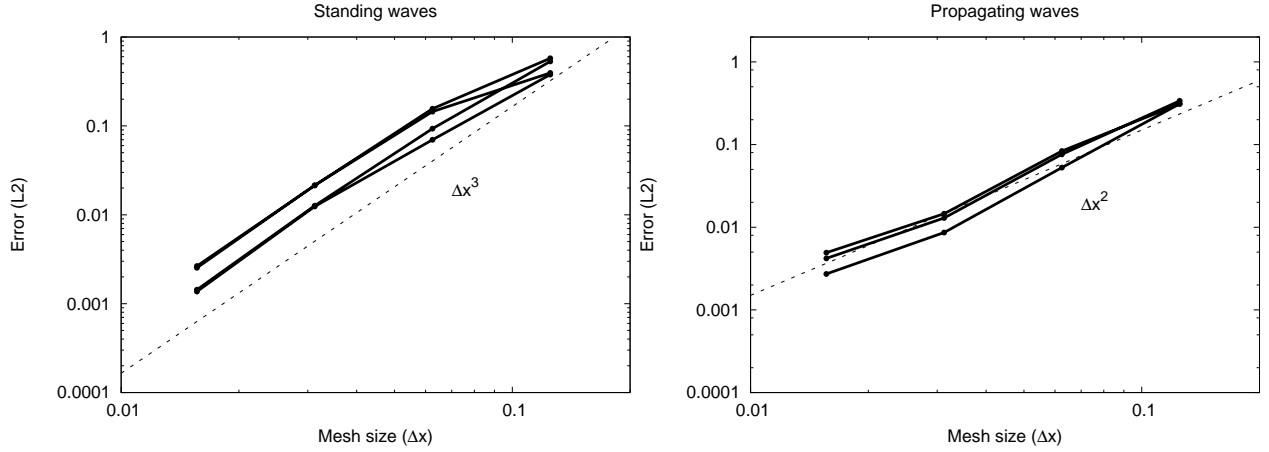 Standing waves
1
0.1
0.01
0.001
0.0001
0.01
0.1
Error (L2)
Mesh size (Δx)
Δx³
Propagating waves
1
0.1
0.01
0.001
0.0001
0.01
0.1
Error (L2)
Mesh size (Δx)
Δx²